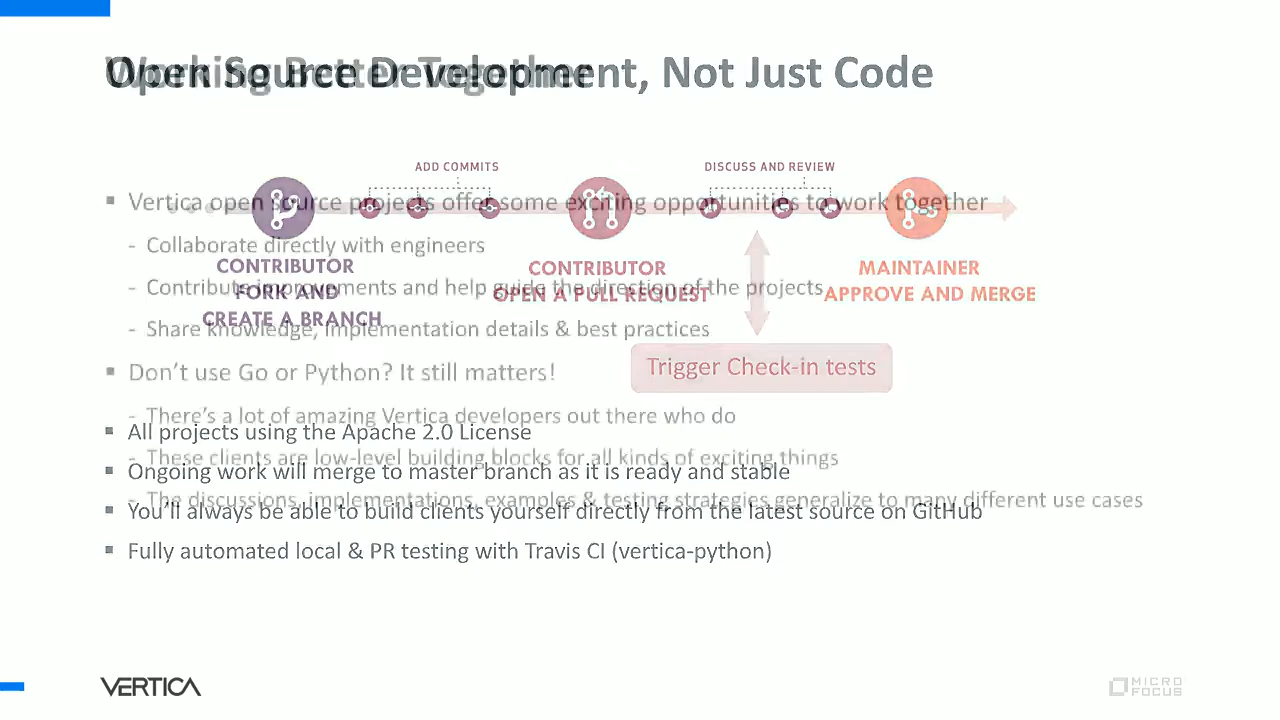 Open Source Development, Not Just Code
Working Better Together
ADD COMMITS
DISCUSS AND REVIEW
CONTRIBUTOR
FORK AND
CREATE A BRANCH
CONTRIBUTOR
OPEN A PULL REQUEST
MAINTAINER
APPROVE AND MERGE
Trigger Check-in tests
▪ All projects using the Apache 2.0 License
▪ Ongoing work will merge to master branch as it is ready and stable
▪ You'll always be able to build clients yourself directly from the latest source on GitHub
▪ Fully automated local & PR testing with Travis CI (vertica-python)
▪ Vertica open source projects offer some exciting opportunities to work together
- Collaborate directly with engineers
- Contribute improvements and help guide the direction of the projects
- Share knowledge, implementation details & best practices
▪ Don't use Go or Python? It still matters!
- There's a lot of amazing Vertica developers out there who do
- These clients are low-level building blocks for all kinds of exciting things
- The discussions, implementations, examples & testing strategies generalize to many different use cases
VERTICA
MICRO
FOCUS